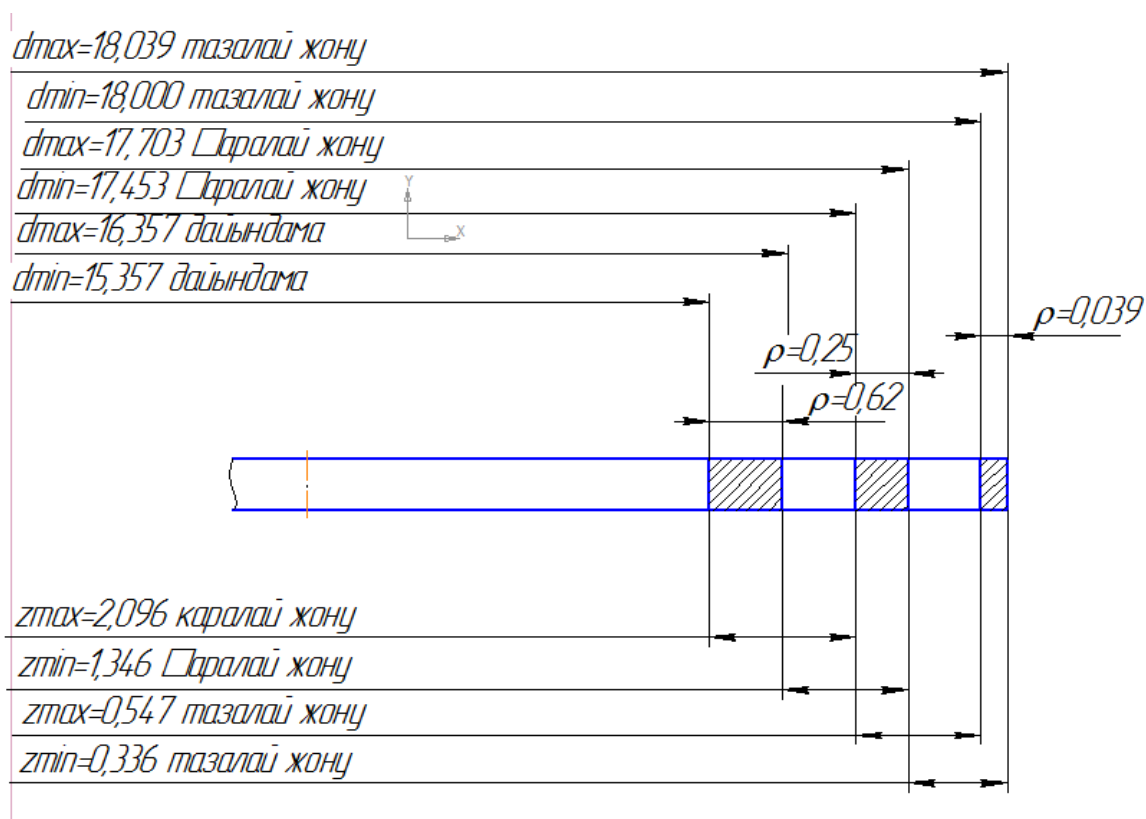 dmax=18,039 тазалай жону
dmin=18,000 тазалай жону
dmax=17,703 □аралай жону
dmin=17,453 □аралай жону
Y
X
dmax=16,357 дайындама
dmin=15,357 дайындама
ρ=0,039
ρ=0,25
ρ=0,62
zmax=2,096 каралай жону
zmin=1,346 □аралай жону
zmax=0,547 тазалай жону
zmin=0,336 тазалай жону